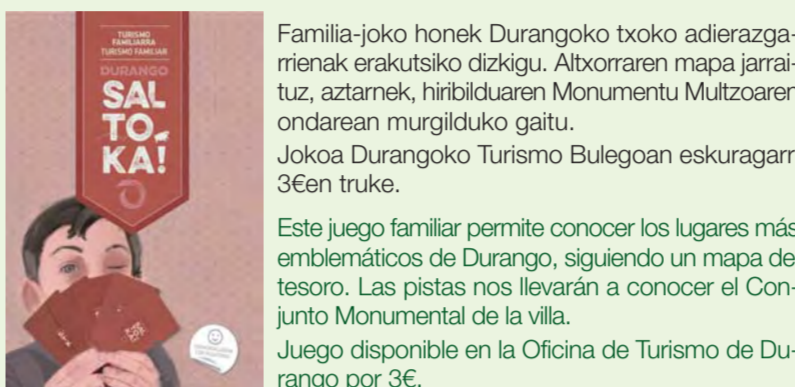 TURISMO
FAMILIARRA
TURISMO FAMILIAR
DURANGO
SAL
TO
KA!
Familia-joko honek Durangoko txoko adierazga-
rrienak erakutsiko dizkigu. Altxorraren mapa jarrai-
tuz, aztarnek, hiribilduaren Monumentu Multzoaren
ondarean murgilduko gaitu.
Jokoa Durangoko Turismo Bulegoan eskuragarr
3€en truke.
Este juego familiar permite conocer los lugares más
emblemáticos de Durango, siguiendo un mapa de
tesoro. Las pistas nos llevarán a conocer el Con-
junto Monumental de la villa.
Juego disponible en la Oficina de Turismo de Du-
rango por 3€.